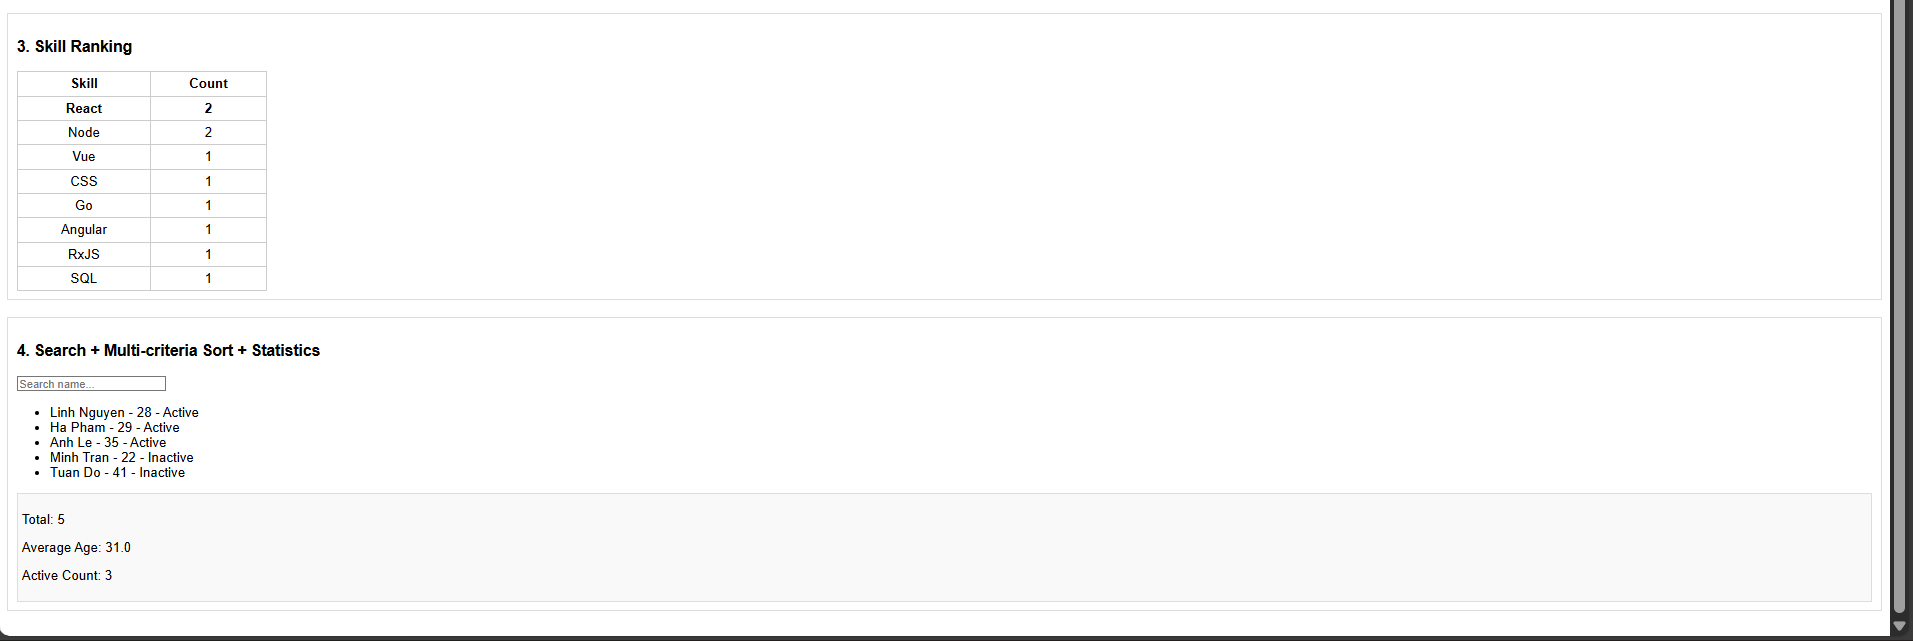 3. Skill Ranking
Skill Count
React 2
Node 2
Vue 1
CSS 1
Go 1
Angular 1
RxJS 1
SQL 1
4. Search + Multi-criteria Sort + Statistics
Search name...
• Linh Nguyen - 28 - Active
• Ha Pham - 29 - Active
• Anh Le - 35 - Active
• Minh Tran - 22 - Inactive
• Tuan Do - 41 - Inactive
Total: 5
Average Age: 31.0
Active Count: 3